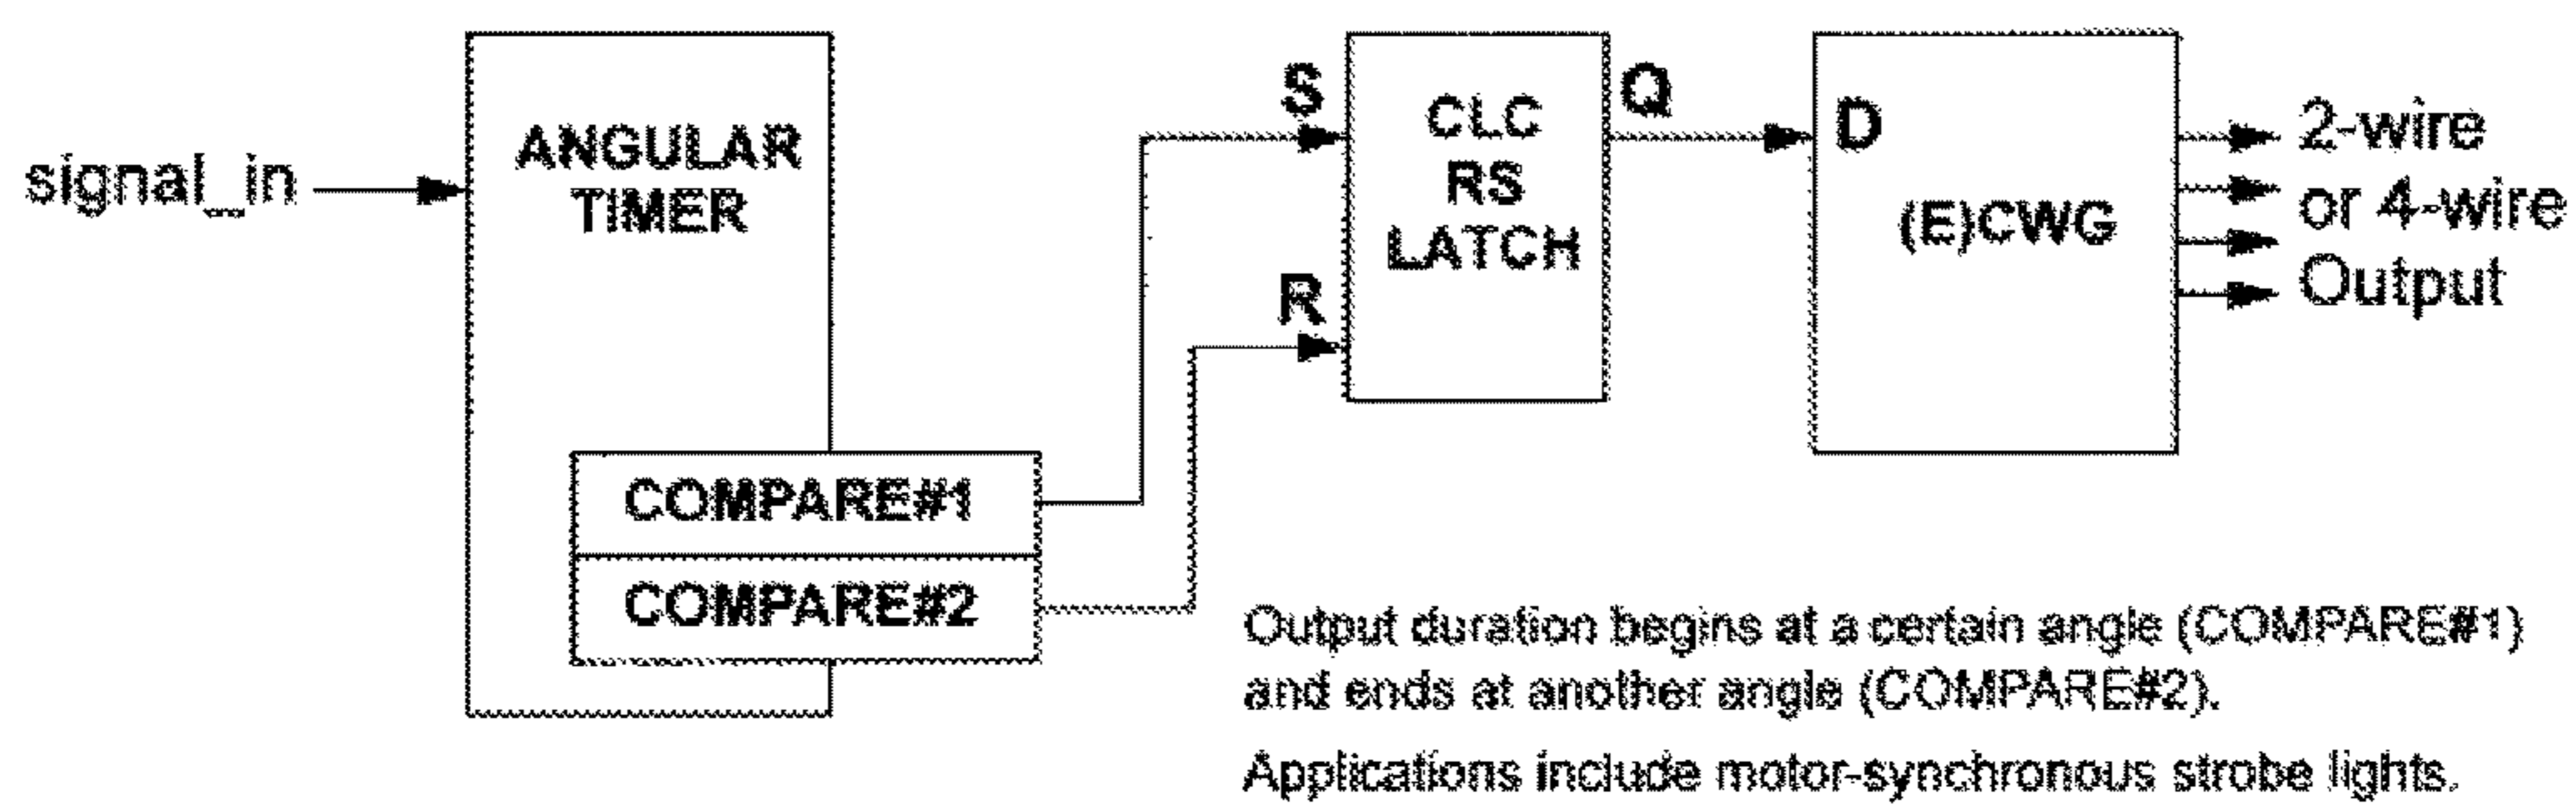 signal_in
ANGULAR
TIMER
COMPARE#1
COMPARE#2
S
R
CLC
RS
LATCH
Q
D
(E)CWG
2-wire
or 4-wire
Output
Output duration begins at a certain angle (COMPARE#1)
and ends at another angle (COMPARE#2).
Applications include motor-synchronous strobe lights.